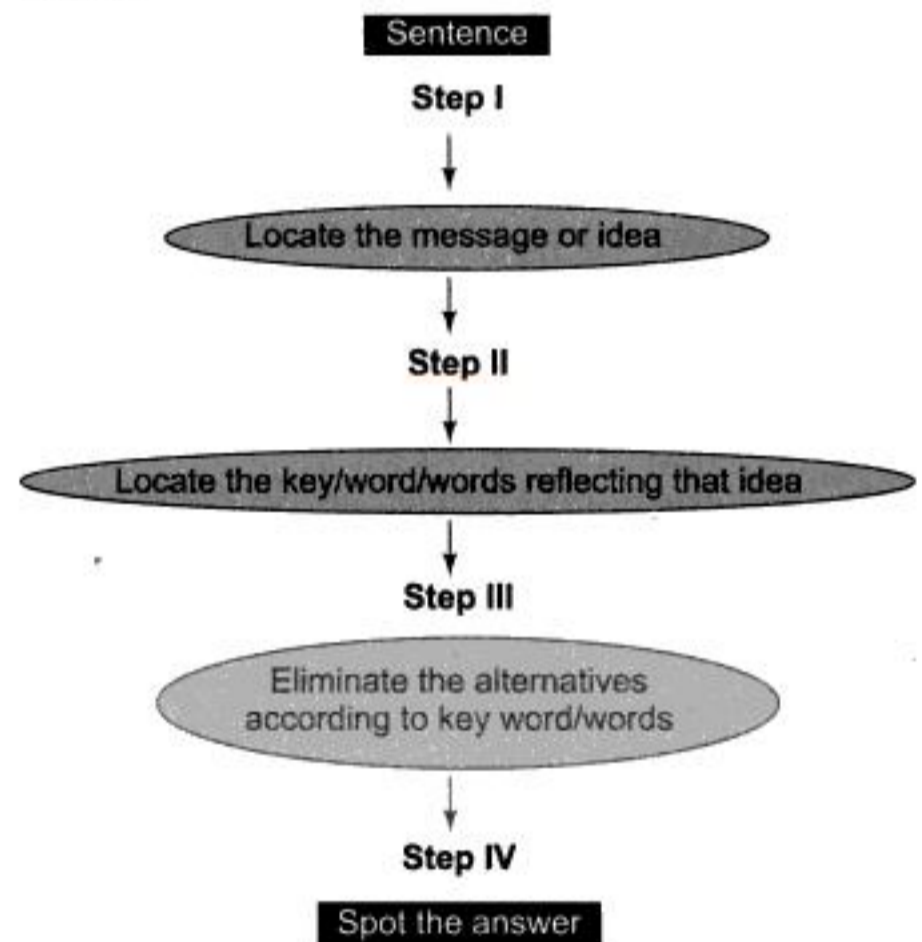 Sentence
Step I
Locate the message or idea
Step II
Locate the key/word/words reflecting that idea
Step III
Eliminate the alternatives
according to key word/words
Step IV
Spot the answer